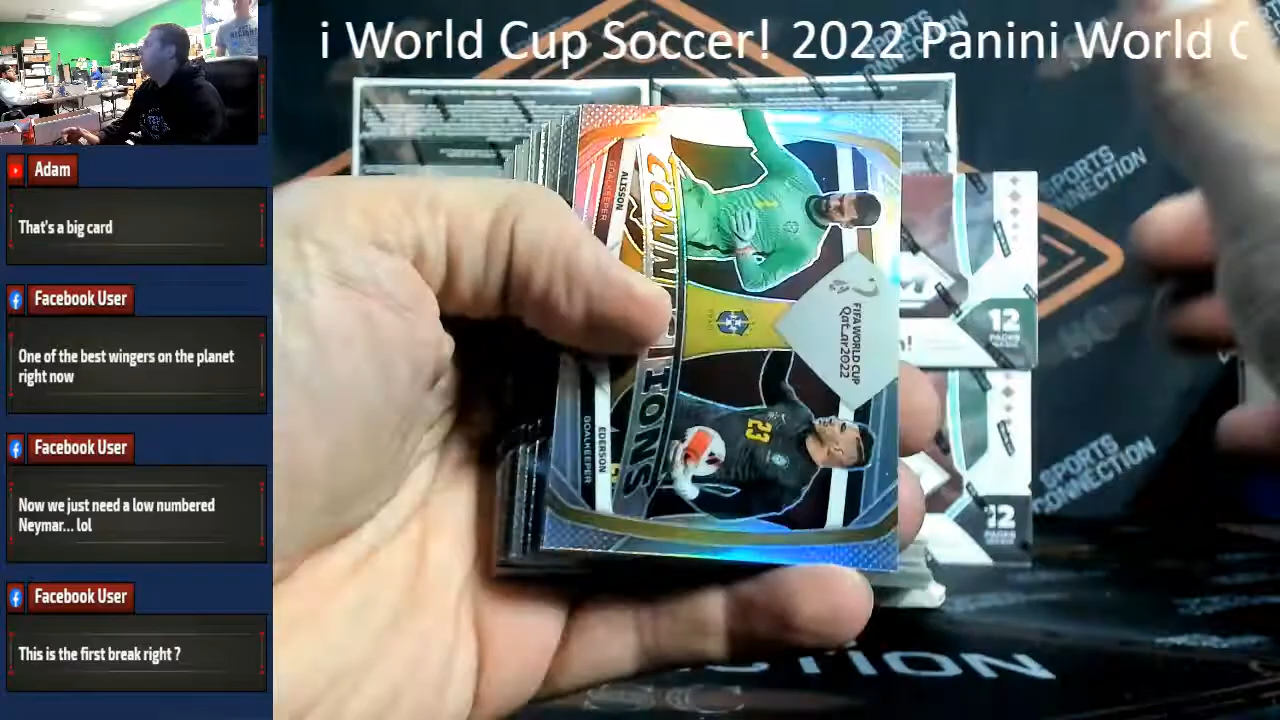 i World Cup Soccer! 2022 Panini World C
Adam
That's a big card
Facebook User
One of the best wingers on the planet
right now
Facebook User
Now we just need a low numbered
Neymar... lol
Facebook User
This is the first break right ?
ALISSON
GOALKEEPER
EDERSON
GOALKEEPER
23
FIFA WORLD CUP
Qatar2022
SPORTS
CONNECTION
SPORTS
CONNECTION
12
12